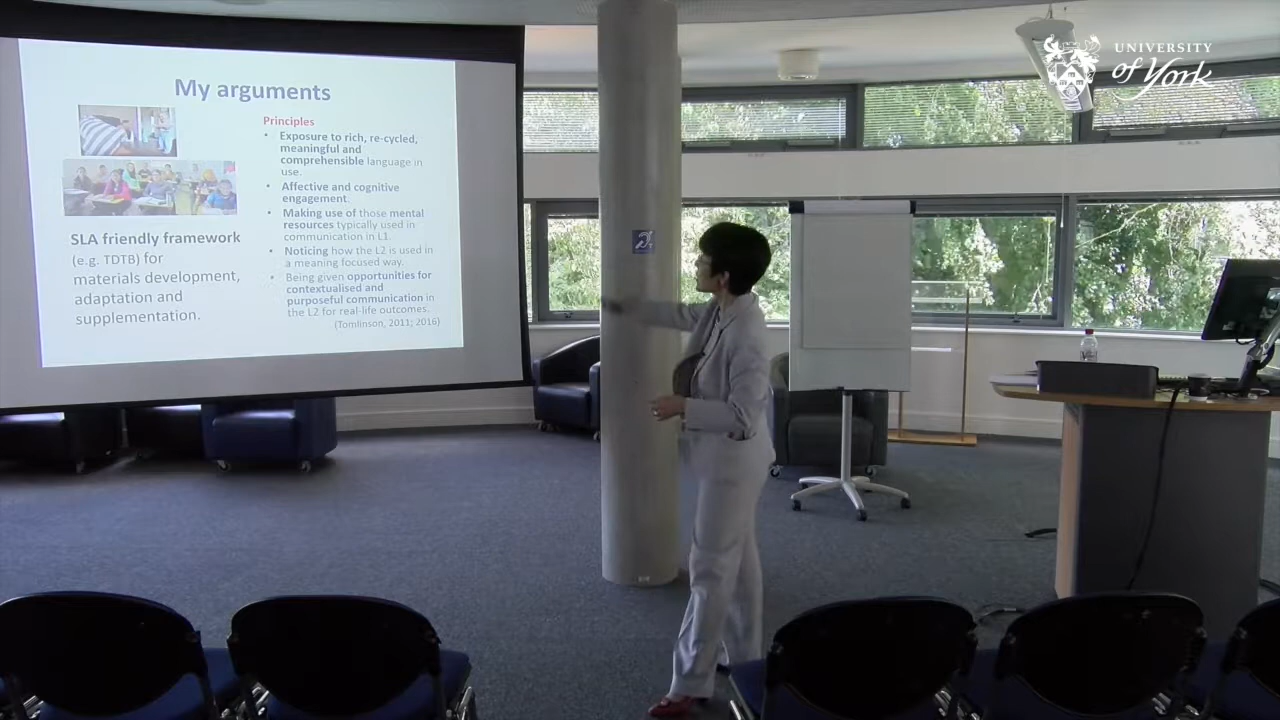 My arguments
SLA friendly framework
(e.g. TDTB) for
materials development,
adaptation and
supplementation.
Principles
• Exposure to rich, re-cycled,
meaningful and
comprehensible language in
use.
• Affective and cognitive
engagement.
• Making use of those mental
resources typically used in
communication in L1.
• Noticing how the L2 is used in
a meaning focused way.
• Being given opportunities for
contextualised and
purposeful communication in
the L2 for real-life outcomes.
(Tomlinson, 2011; 2016)
UNIVERSITY
of York
T